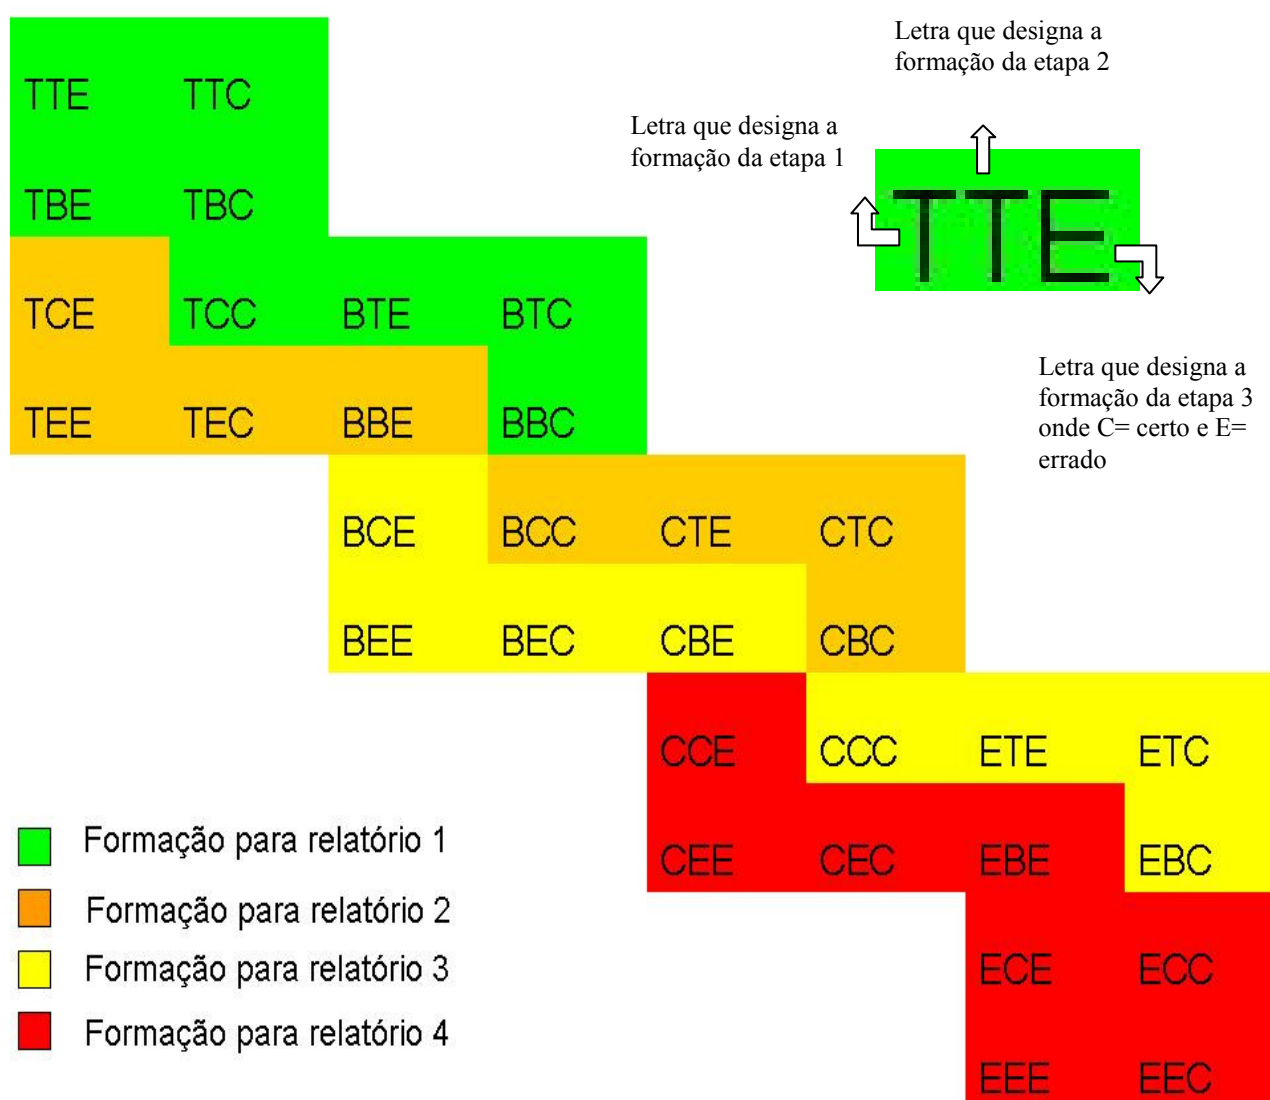 Letra que designa a
formação da etapa 2
Letra que designa a
formação da etapa 1
TTE
Letra que designa a
formação da etapa 3
onde C= certo e E=
errado
TTE TTC
TBE TBC
TCE TCC BTE BTC
TEE TEC BBE BBC
BCE BCC CTE CTC
BEE BEC CBE CBC
CCE CCC ETE ETC
CEE CEC EBE EBC
ECE ECC
EEE EEC
Formação para relatório 1
Formação para relatório 2
Formação para relatório 3
Formação para relatório 4